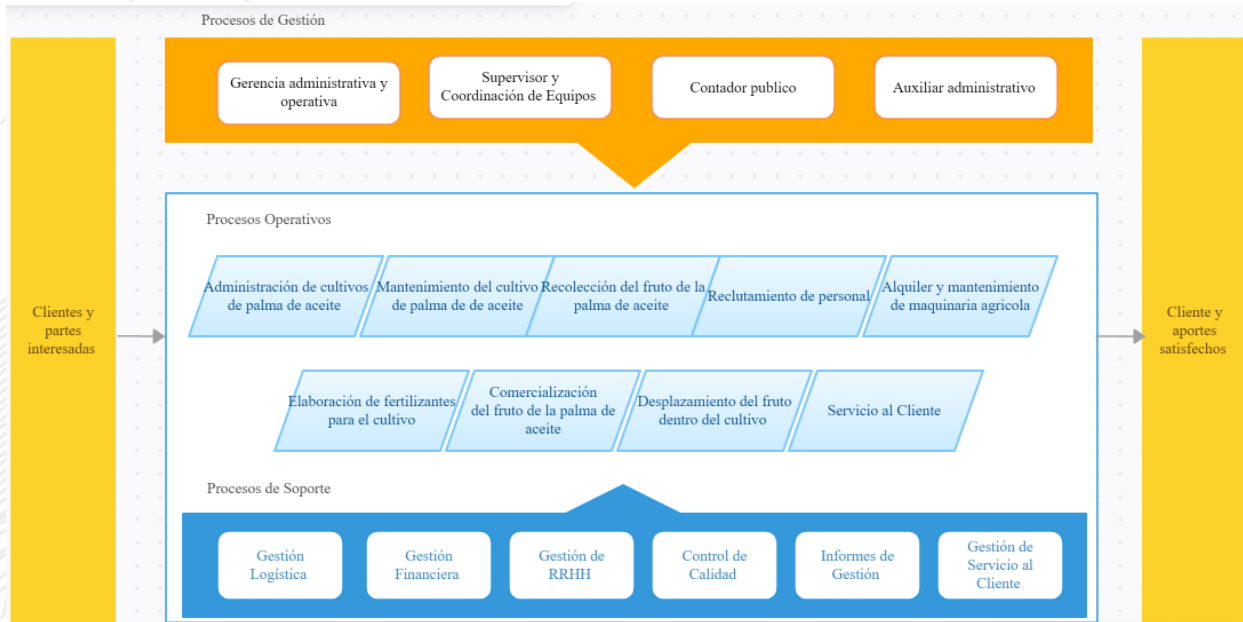 Procesos de Gestión
Gerencia administrativa y
operativa
Supervisor y
Coordinación de Equipos
Contador publico
Auxiliar administrativo
Clientes y
partes
interesadas
Procesos Operativos
Administración de cultivos
de palma de aceite
Mantenimiento del cultivo
de palma de de aceite
Recolección del fruto de la
palma de aceite
Reclutamiento de personal
Alquiler y mantenimiento
de maquinaria agricola
Elaboración de fertilizantes
para el cultivo
Comercialización
del fruto de la palma de
aceite
Desplazamiento del fruto
dentro del cultivo
Servicio al Cliente
Procesos de Soporte
Gestión
Logística
Gestión
Financiera
Gestión de
RRHH
Control de
Calidad
Informes de
Gestión
Gestión de
Servicio al
Cliente
Cliente y
aportes
satisfechos